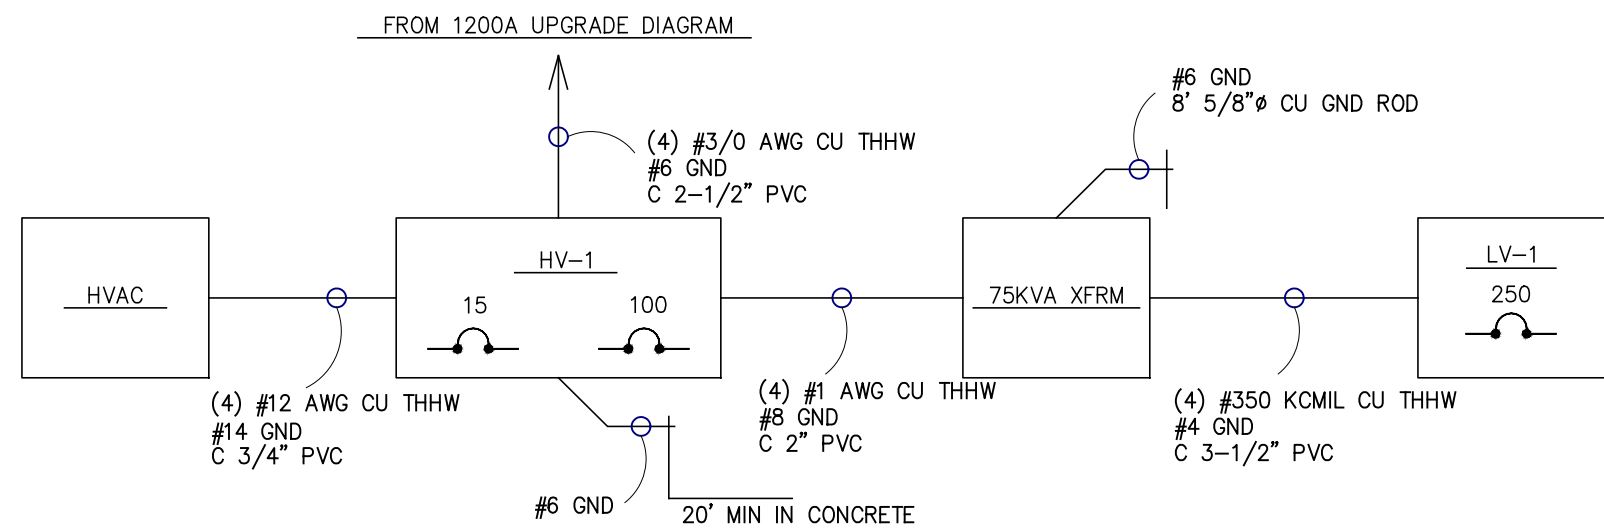 FROM 1200A UPGRADE DIAGRAM
#6 GND
8' 5/8"ø CU GND ROD
(4) #3/0 AWG CU THHW
#6 GND
C 2-1/2" PVC
HVAC
HV-1
15
100
75KVA XFRM
LV-1
250
(4) #12 AWG CU THHW
#14 GND
C 3/4" PVC
(4) #1 AWG CU THHW
#8 GND
C 2" PVC
(4) #350 KCMIL CU THHW
#4 GND
C 3-1/2" PVC
#6 GND
20' MIN IN CONCRETE